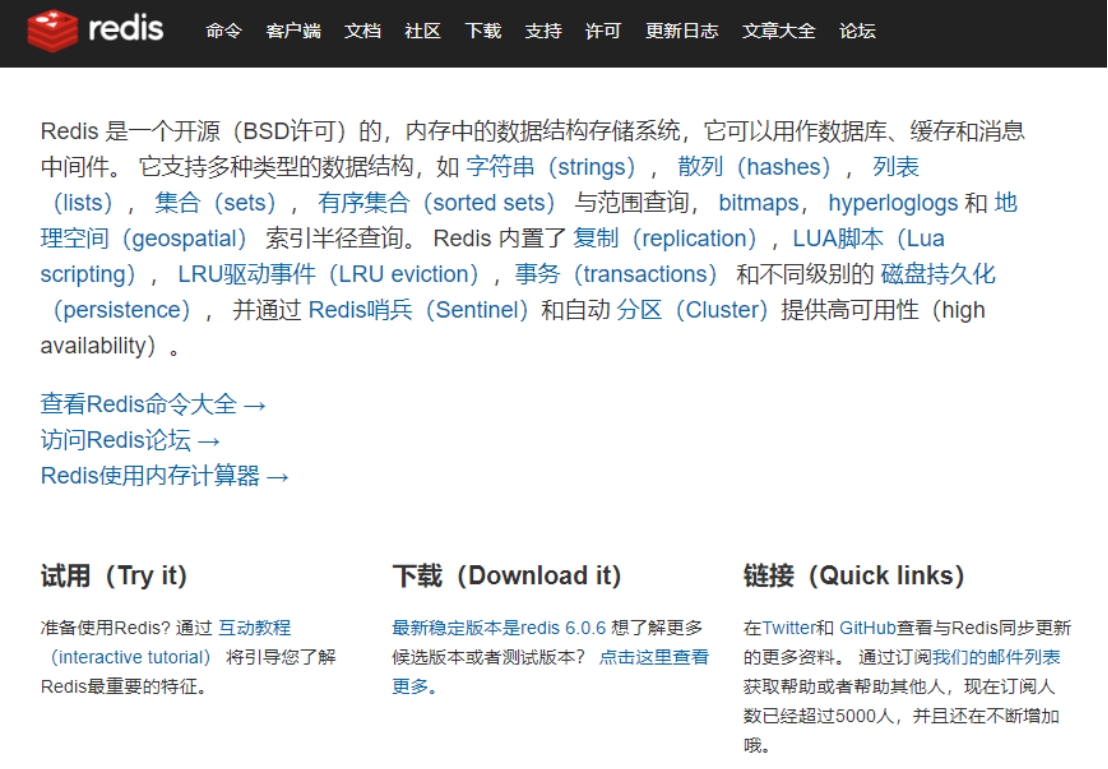 redis 命令 客户端 文档 社区 下载 支持 许可 更新日志 文章大全 论坛
Redis 是一个开源（BSD许可）的，内存中的数据结构存储系统，它可以用作数据库、缓存和消息
中间件。 它支持多种类型的数据结构，如 字符串（strings）， 散列（hashes）， 列表
（lists）， 集合（sets）， 有序集合（sorted sets） 与范围查询， bitmaps， hyperloglogs 和 地
理空间（geospatial） 索引半径查询。 Redis 内置了 复制（replication），LUA脚本（Lua
scripting）， LRU驱动事件（LRU eviction），事务（transactions） 和不同级别的 磁盘持久化
（persistence）， 并通过 Redis哨兵（Sentinel）和自动 分区（Cluster）提供高可用性（high
availability）。
查看Redis命令大全 →
访问Redis论坛 →
Redis使用内存计算器 →
试用（Try it）
准备使用Redis? 通过 互动教程
（interactive tutorial） 将引导您了解
Redis最重要的特征。
下载（Download it）
最新稳定版本是redis 6.0.6 想了解更多
候选版本或者测试版本？ 点击这里查看
更多。
链接（Quick links）
在Twitter和 GitHub查看与Redis同步更新
的更多资料。 通过订阅我们的邮件列表
获取帮助或者帮助其他人，现在订阅人
数已经超过5000人，并且还在不断增加
哦。